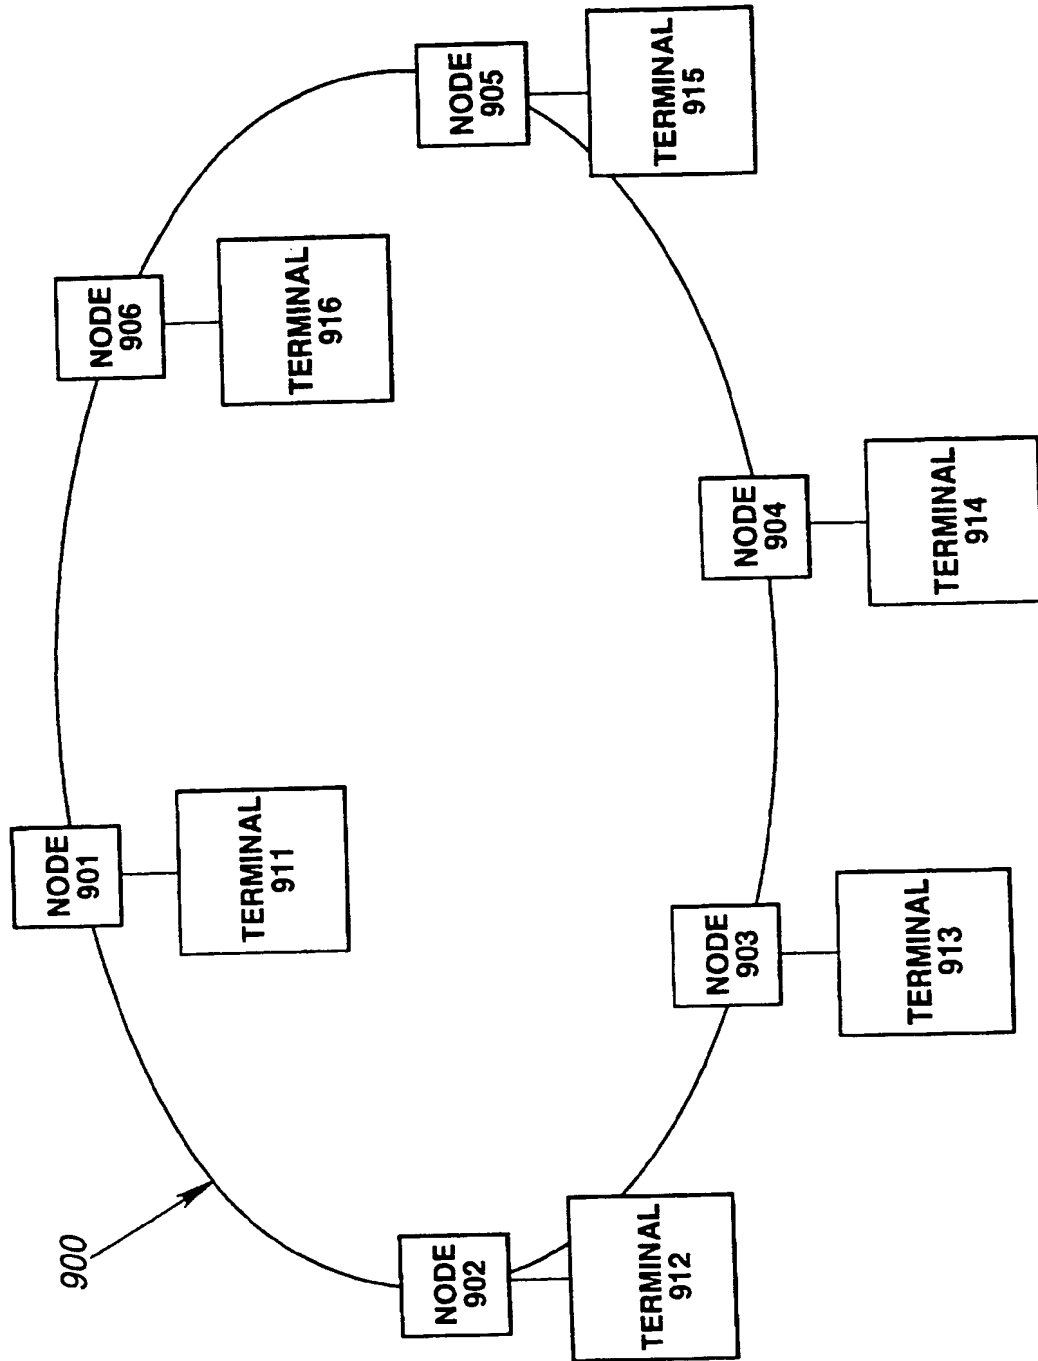 900
NODE
901
TERMINAL
911
NODE
906
TERMINAL
916
NODE
902
TERMINAL
912
NODE
905
TERMINAL
915
NODE
903
TERMINAL
913
NODE
904
TERMINAL
914